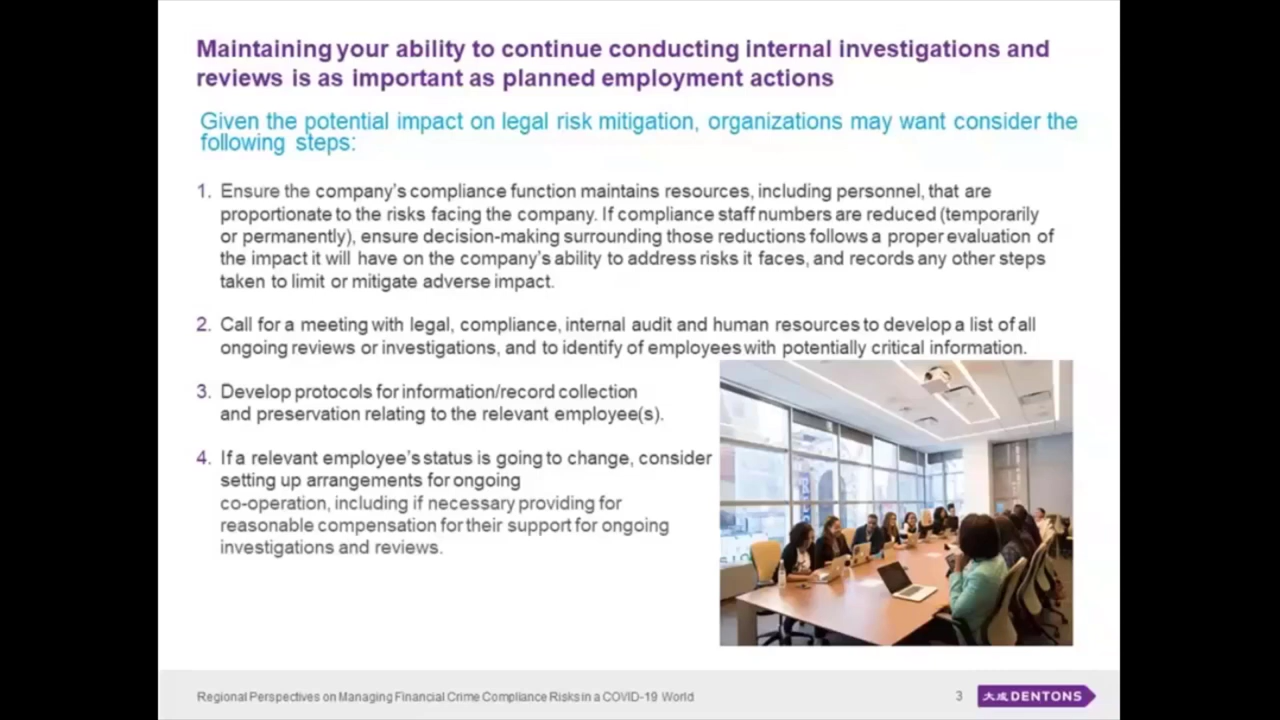 Maintaining your ability to continue conducting internal investigations and
reviews is as important as planned employment actions
Given the potential impact on legal risk mitigation, organizations may want consider the
following steps:
1. Ensure the company's compliance function maintains resources, including personnel, that are
proportionate to the risks facing the company. If compliance staff numbers are reduced (temporarily
or permanently), ensure decision-making surrounding those reductions follows a proper evaluation of
the impact it will have on the company's ability to address risks it faces, and records any other steps
taken to limit or mitigate adverse impact.
2. Call for a meeting with legal, compliance, internal audit and human resources to develop a list of all
ongoing reviews or investigations, and to identify of employees with potentially critical information.
3. Develop protocols for information/record collection
and preservation relating to the relevant employee(s).
4. If a relevant employee's status is going to change, consider
setting up arrangements for ongoing
co-operation, including if necessary providing for
reasonable compensation for their support for ongoing
investigations and reviews.
Regional Perspectives on Managing Financial Crime Compliance Risks in a COVID-19 World
3
大成 DENTONS